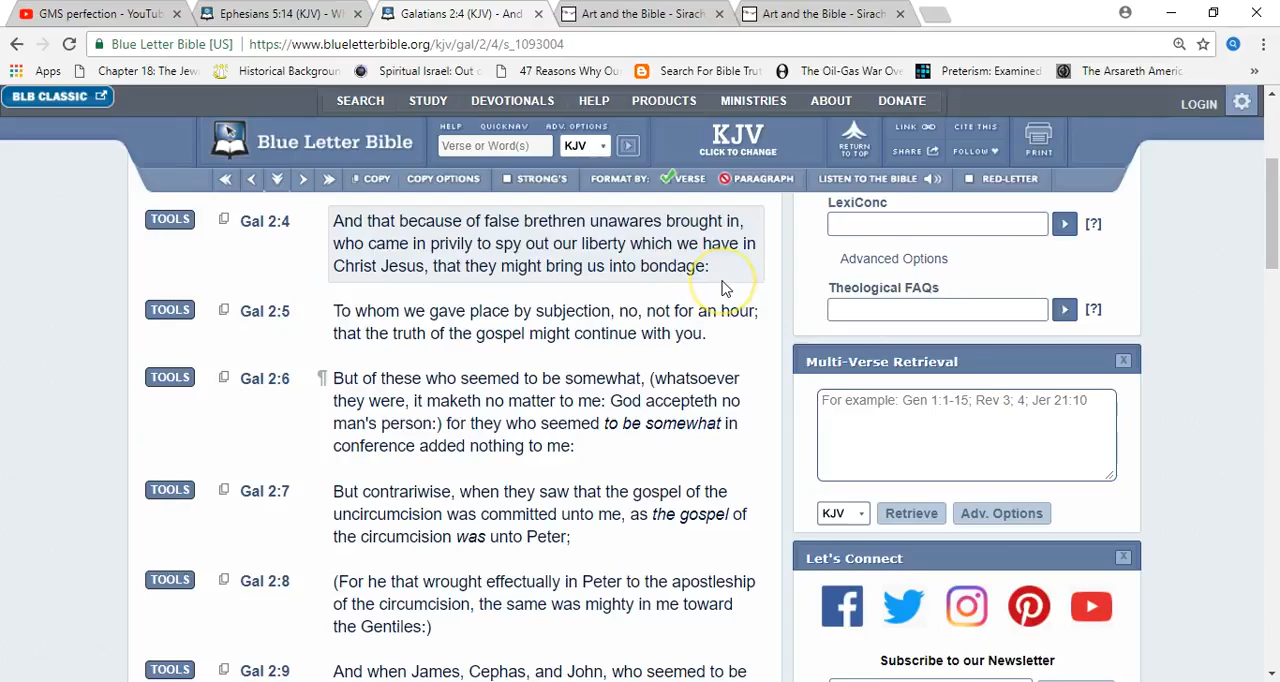 GMS perfection - YouTub
Ephesians 5:14 (KJV) - Wh
Galatians 2:4 (KJV) - And
Art and the Bible - Sirach
Art and the Bible - Sirach
Blue Letter Bible [US]
https://www.blueletterbible.org/kjv/gal/2/4/s_1093004
Apps
Chapter 18: The Jew
Historical Backgroun
Spiritual Israel: Out o
47 Reasons Why Ou
Search For Bible Trut
The Oil-Gas War Ov
Preterism: Examined
The Arsareth Americ
»
BLB CLASSIC
SEARCH STUDY DEVOTIONALS HELP PRODUCTS MINISTRIES ABOUT DONATE
LOGIN
Blue Letter Bible
HELP QUICKNAV ADV. OPTIONS
Verse or Word(s)
KJV
KJV
CLICK TO CHANGE
RETURN
TO TOP
LINK
CITE THIS
SHARE
FOLLOW
PRINT
COPY COPY OPTIONS STRONG'S FORMAT BY: VERSE PARAGRAPH LISTEN TO THE BIBLE RED-LETTER
TOOLS Gal 2:4 And that because of false brethren unawares brought in,
who came in privily to spy out our liberty which we have in
Christ Jesus, that they might bring us into bondage:
TOOLS Gal 2:5 To whom we gave place by subjection, no, not for an hour;
that the truth of the gospel might continue with you.
TOOLS Gal 2:6 ¶ But of these who seemed to be somewhat, (whatsoever
they were, it maketh no matter to me: God accepteth no
man's person:) for they who seemed to be somewhat in
conference added nothing to me:
TOOLS Gal 2:7 But contrariwise, when they saw that the gospel of the
uncircumcision was committed unto me, as the gospel of
the circumcision was unto Peter;
TOOLS Gal 2:8 (For he that wrought effectually in Peter to the apostleship
of the circumcision, the same was mighty in me toward
the Gentiles:)
TOOLS Gal 2:9 And when James, Cephas, and John, who seemed to be
LexiConc
[?]
Advanced Options
Theological FAQs
[?]
Multi-Verse Retrieval
X
For example: Gen 1:1-15; Rev 3; 4; Jer 21:10
KJV Retrieve Adv. Options
Let's Connect
X
Subscribe to our Newsletter